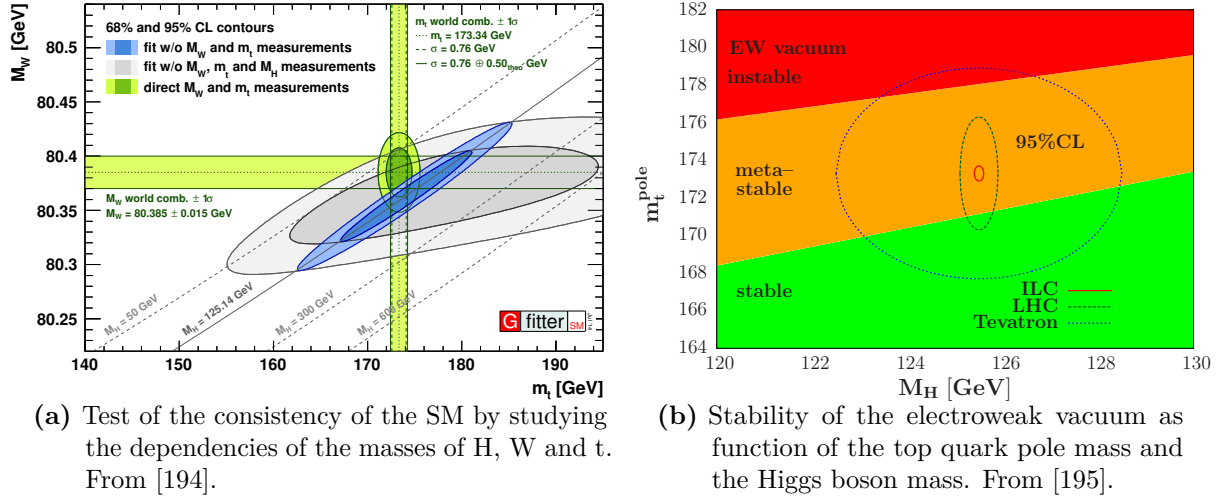 M_W [GeV]
80.5
80.45
80.4
80.35
80.3
80.25
68% and 95% CL contours
fit w/o M_W and m_t measurements
fit w/o M_W, m_t and M_H measurements
direct M_W and m_t measurements
m_t world comb. ± 1σ
m_t = 173.34 GeV
σ = 0.76 GeV
σ = 0.76 ⊕ 0.50_theo GeV
M_W world comb. ± 1σ
M_W = 80.385 ± 0.015 GeV
M_H = 50 GeV
M_H = 125.14 GeV
M_H = 300 GeV
M_H = 600 GeV
G fitter SM
140 150 160 170 180 190
m_t [GeV]
(a) Test of the consistency of the SM by studying
the dependencies of the masses of H, W and t.
From [194].
m_t^pole
182
180
178
176
174
172
170
168
166
164
EW vacuum
instable
95%CL
meta–
stable
stable
ILC
LHC
Tevatron
120 122 124 126 128 130
M_H [GeV]
(b) Stability of the electroweak vacuum as
function of the top quark pole mass and
the Higgs boson mass. From [195].